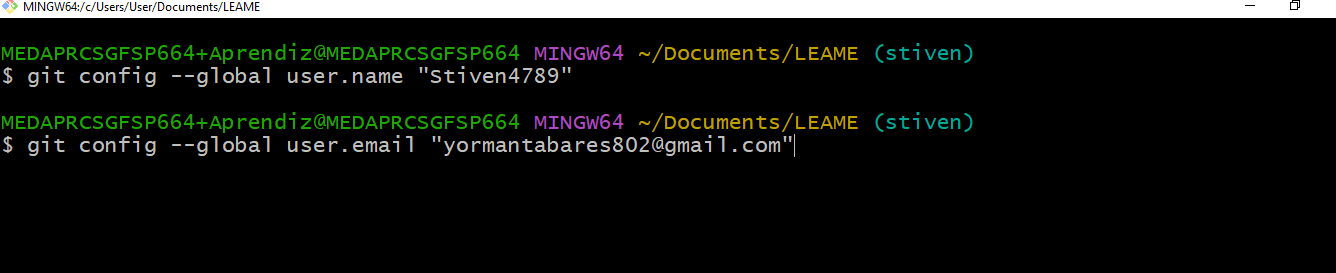 MINGW64:/c/Users/User/Documents/LEAME
MEDAPRCSGFSP664+Aprendiz@MEDAPRCSGFSP664 MINGW64 ~/Documents/LEAME (stiven)
$ git config --global user.name "Stiven4789"
MEDAPRCSGFSP664+Aprendiz@MEDAPRCSGFSP664 MINGW64 ~/Documents/LEAME (stiven)
$ git config --global user.email "yormantabares802@gmail.com"